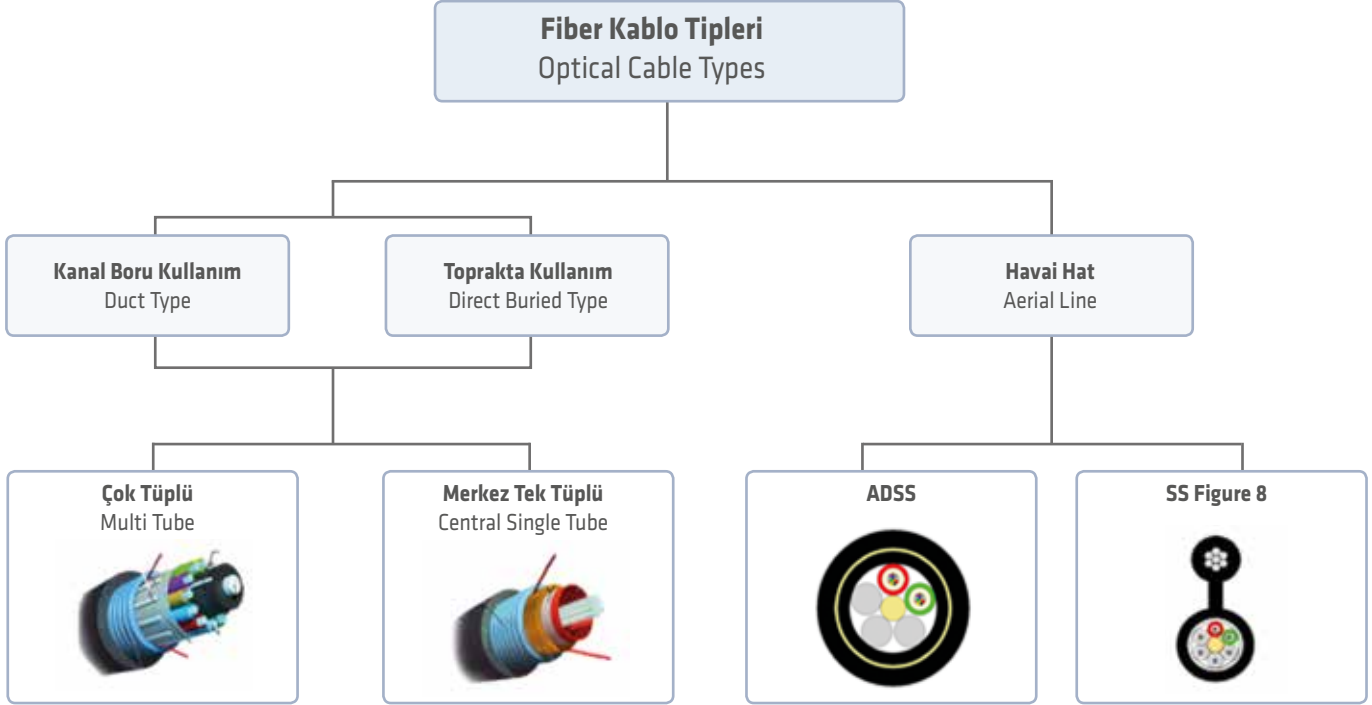 Fiber Kablo Tipleri
Optical Cable Types
Kanal Boru Kullanım
Duct Type
Toprakta Kullanım
Direct Buried Type
Havai Hat
Aerial Line
Çok Tüplü
Multi Tube
Merkez Tek Tüplü
Central Single Tube
ADSS
SS Figure 8